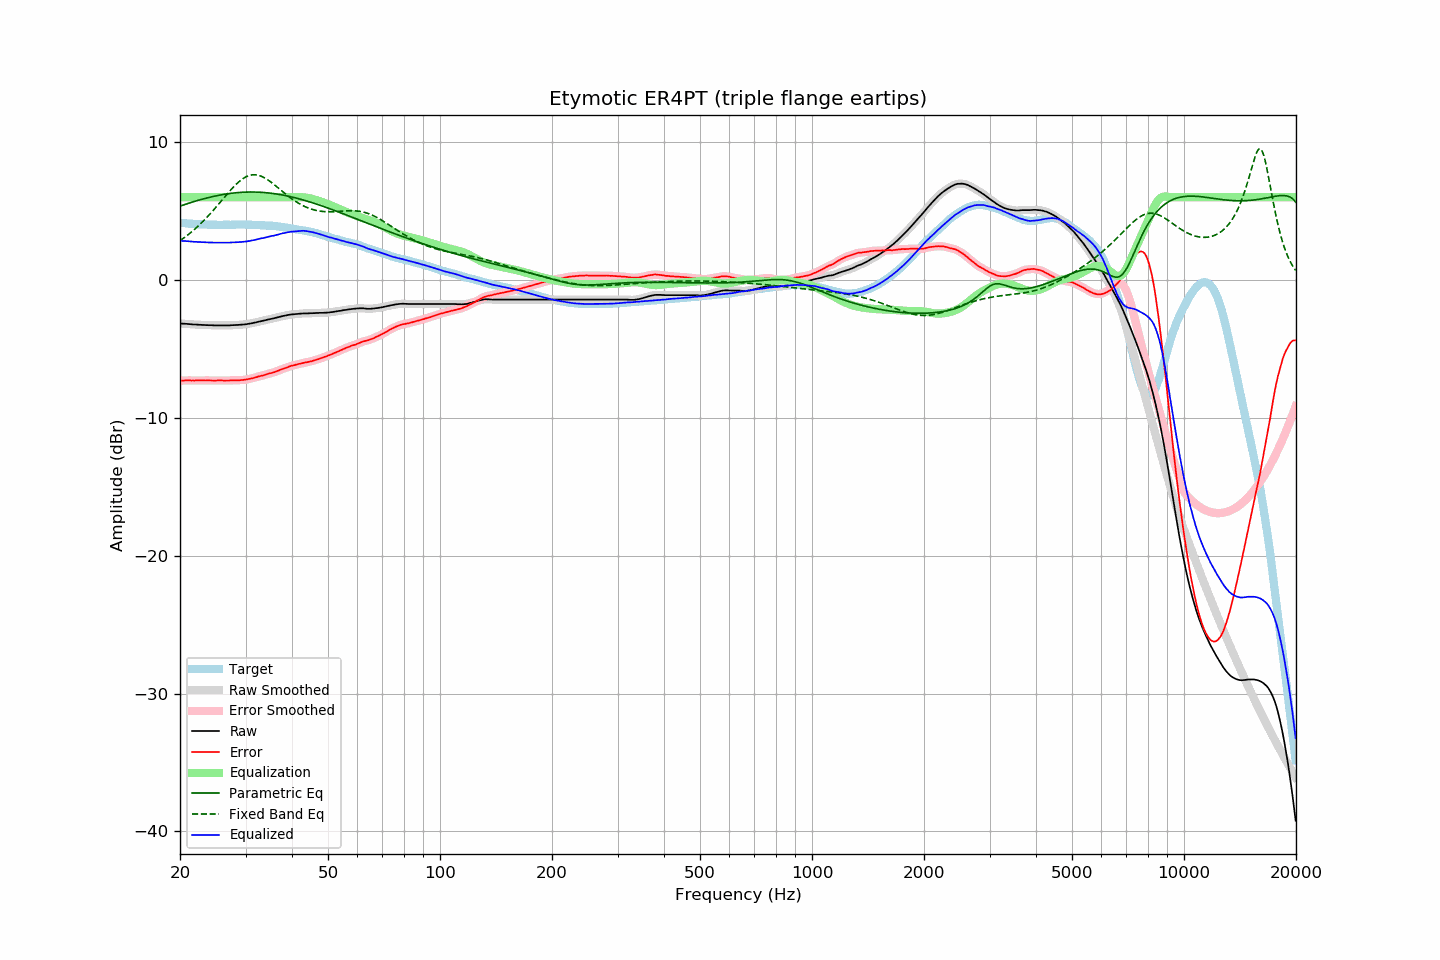 Etymotic ER4PT (triple flange eartips)
Amplitude (dBr)
10
0
−10
−20
−30
−40
Target
Raw Smoothed
Error Smoothed
Raw
Error
Equalization
Parametric Eq
Fixed Band Eq
Equalized
20 50 100 200 500 1000 2000 5000 10000 20000
Frequency (Hz)